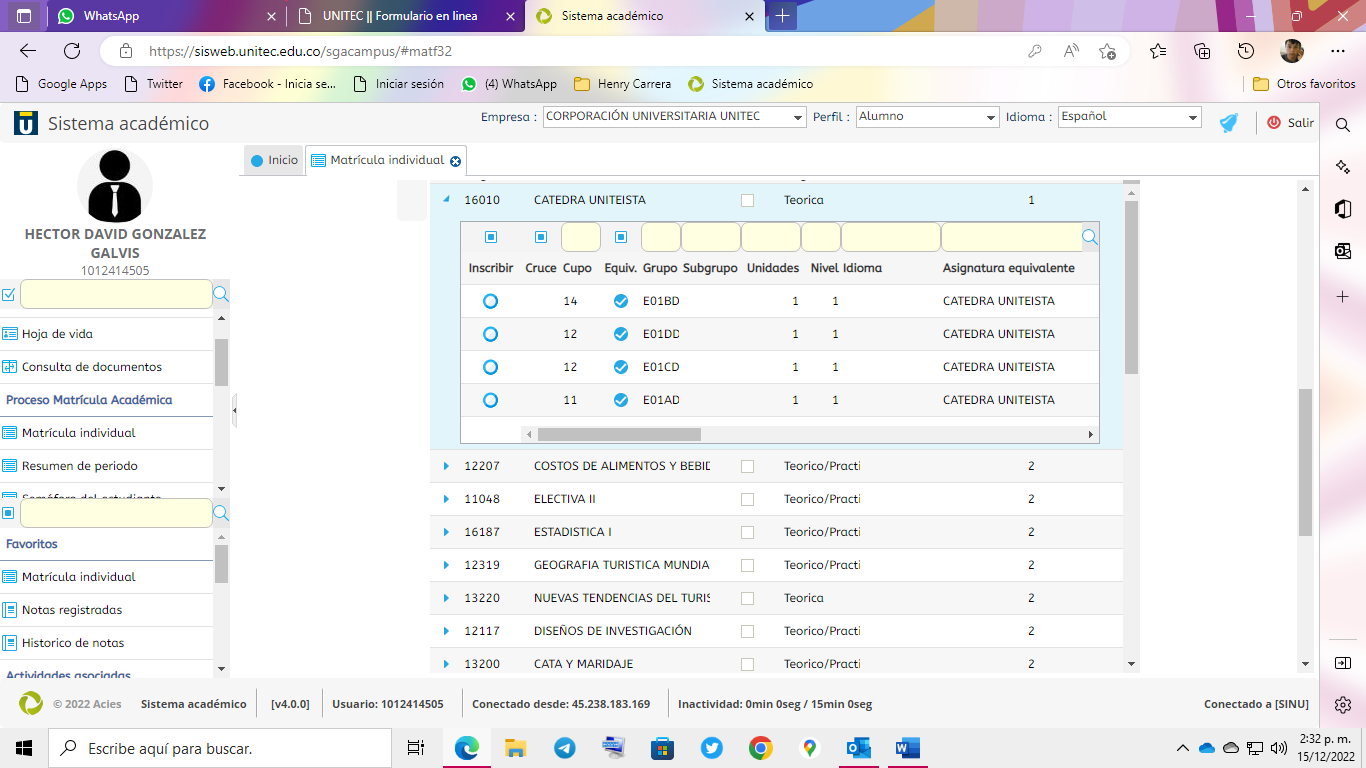 WhatsApp
UNITEC || Formulario en linea
Sistema académico
https://sisweb.unitec.edu.co/sgacampus/#matf32
Google Apps
Twitter
Facebook - Inicia se...
Iniciar sesión
(4) WhatsApp
Henry Carrera
Sistema académico
Otros favoritos
Sistema académico
Empresa : CORPORACIÓN UNIVERSITARIA UNITEC
Perfil : Alumno
Idioma : Español
Salir
Inicio
Matrícula individual
HECTOR DAVID GONZALEZ
GALVIS
1012414505
Hoja de vida
Consulta de documentos
Proceso Matrícula Académica
Matrícula individual
Resumen de periodo
Semáforo del estudiante
Favoritos
Matrícula individual
Notas registradas
Historico de notas
Actividades asociadas
16010 CATEDRA UNITEISTA Teorica 1
Inscribir Cruce Cupo Equiv. Grupo Subgrupo Unidades Nivel Idioma Asignatura equivalente
14 E01BD 1 1 CATEDRA UNITEISTA
12 E01DD 1 1 CATEDRA UNITEISTA
12 E01CD 1 1 CATEDRA UNITEISTA
11 E01AD 1 1 CATEDRA UNITEISTA
12207 COSTOS DE ALIMENTOS Y BEBID Teorico/Practi 2
11048 ELECTIVA II Teorico/Practi 2
16187 ESTADISTICA I Teorico/Practi 2
12319 GEOGRAFIA TURISTICA MUNDIA Teorico/Practi 2
13220 NUEVAS TENDENCIAS DEL TURIS Teorica 2
12117 DISEÑOS DE INVESTIGACIÓN Teorico/Practi 2
13200 CATA Y MARIDAJE Teorico/Practi 2
© 2022 Acies
Sistema académico
[v4.0.0]
Usuario: 1012414505
Conectado desde: 45.238.183.169
Inactividad: 0min 0seg / 15min 0seg
Conectado a [SINU]
Escribe aquí para buscar.
2:32 p. m.
15/12/2022